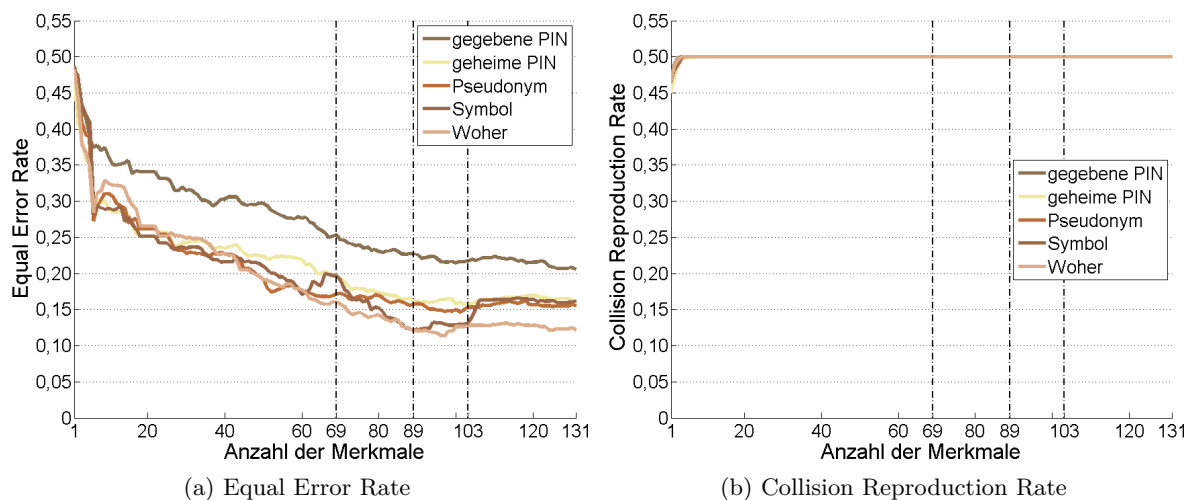 0,55
0,50
0,45
0,40
0,35
0,30
0,25
0,20
0,15
0,10
0,05
0
Equal Error Rate
gegebene PIN
geheime PIN
Pseudonym
Symbol
Woher
1 20 40 60 69 80 89 103 120 131
Anzahl der Merkmale
(a) Equal Error Rate
0,55
0,50
0,45
0,40
0,35
0,30
0,25
0,20
0,15
0,10
0,05
0
Collision Reproduction Rate
gegebene PIN
geheime PIN
Pseudonym
Symbol
Woher
1 20 40 60 69 80 89 103 120 131
Anzahl der Merkmale
(b) Collision Reproduction Rate